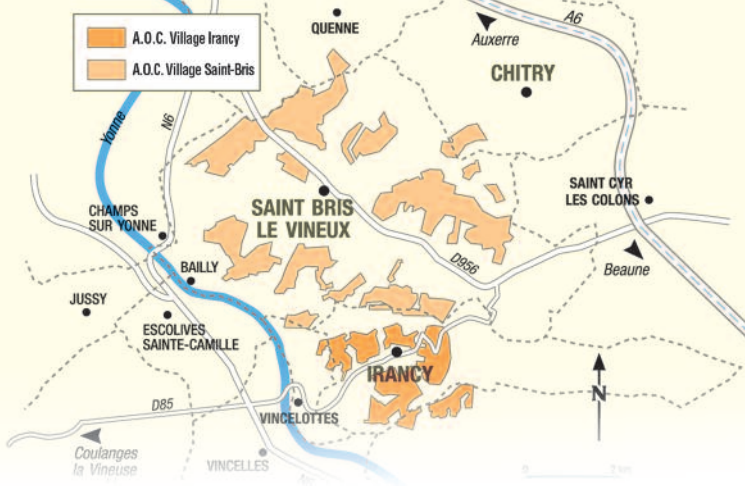 A.O.C. Village Irancy
A.O.C. Village Saint-Bris
QUENNE
Auxerre
A6
CHITRY
Yonne
N6
SAINT CYR
LES COLONS
SAINT BRIS
LE VINEUX
CHAMPS
SUR YONNE
D956
Beaune
BAILLY
JUSSY
ESCOLIVES
SAINTE-CAMILLE
IRANCY
N
D85
VINCELOTTES
Coulanges
la Vineuse
VINCELLES